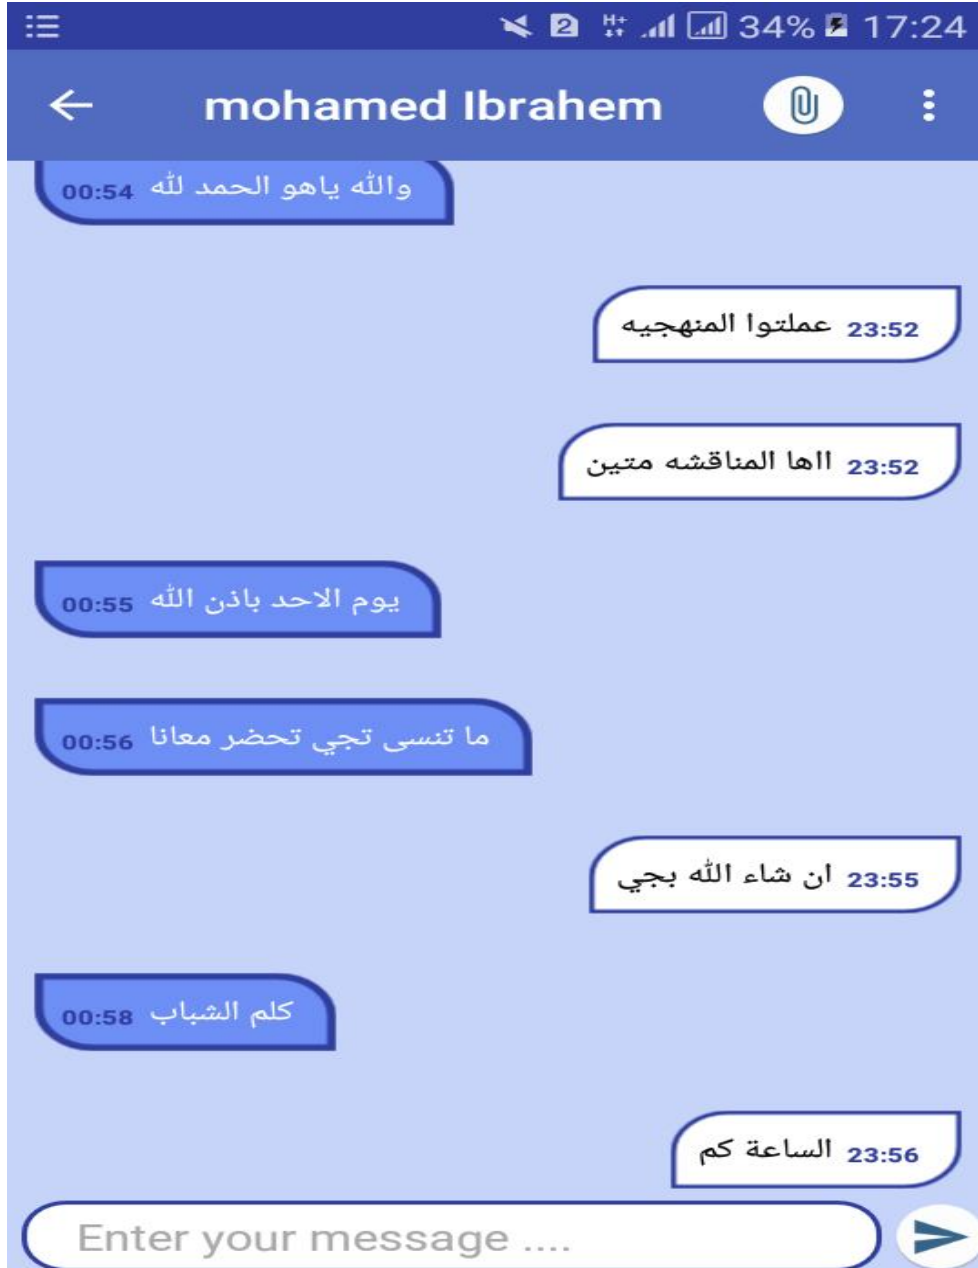 2 H+ 34% 17:24
mohamed Ibrahem
والله ياهو الحمد لله 00:54
23:52 عملتوا المنهجيه
23:52 ااها المناقشه متين
يوم الاحد باذن الله 00:55
ما تنسى تجي تحضر معانا 00:56
23:55 ان شاء الله بجي
كلم الشباب 00:58
23:56 الساعة كم
Enter your message ....